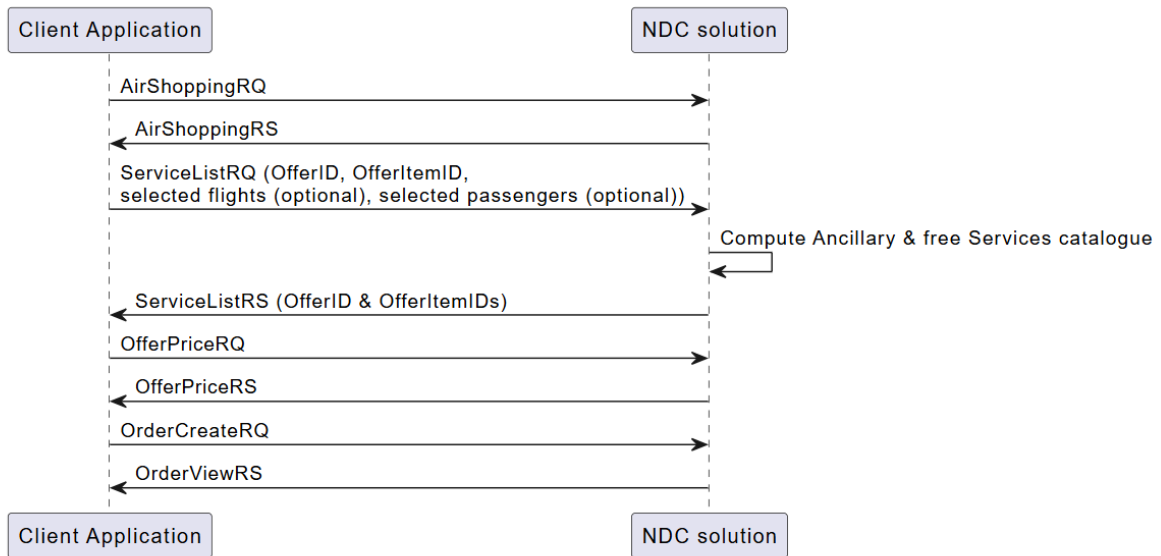 Client Application
NDC solution
AirShoppingRQ
AirShoppingRS
ServiceListRQ (OfferID, OfferItemID,
selected flights (optional), selected passengers (optional))
Compute Ancillary & free Services catalogue
ServiceListRS (OfferID & OfferItemIDs)
OfferPriceRQ
OfferPriceRS
OrderCreateRQ
OrderViewRS
Client Application
NDC solution